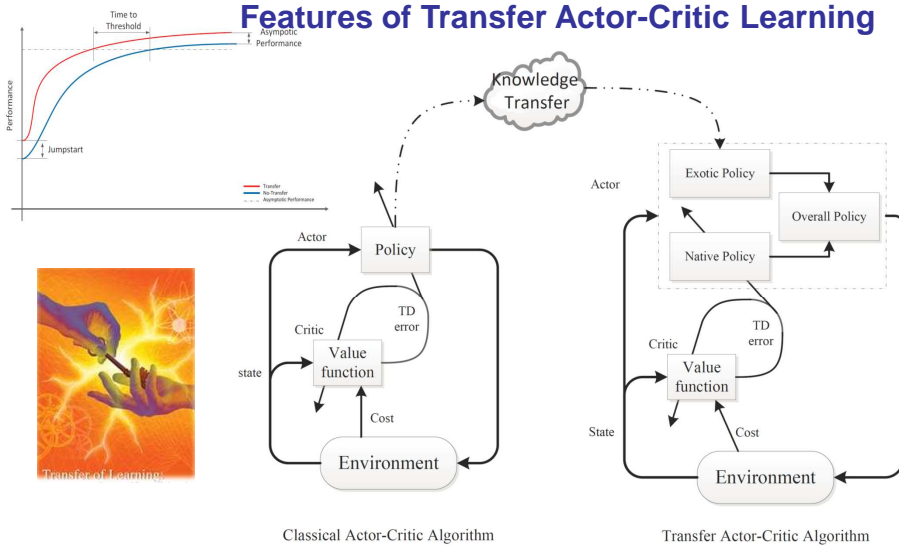 Features of Transfer Actor-Critic Learning
Time to
Threshold
Asymptotic
Performance
Performance
Jumpstart
Transfer
No-Transfer
Asymptotic Performance
Knowledge
Transfer
Actor
Policy
TD
error
Critic
Value
function
state
Cost
Environment
Classical Actor-Critic Algorithm
Actor
Exotic Policy
Overall Policy
Native Policy
TD
error
Critic
Value
function
State
Cost
Environment
Transfer Actor-Critic Algorithm
Transfer of Learning: